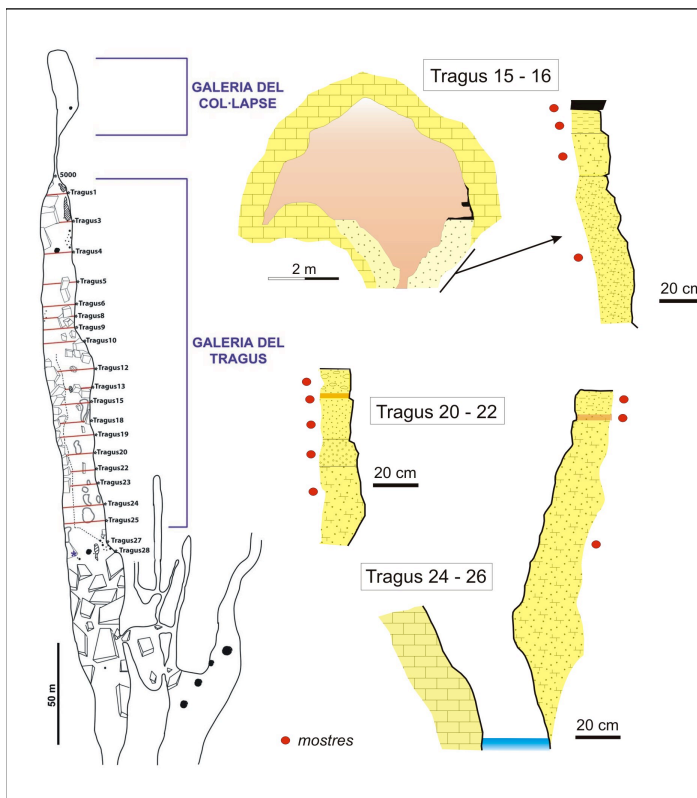 GALERIA DEL
COL·LAPSE
5000
Tragus1
Tragus3
Tragus4
Tragus5
Tragus6
Tragus8
Tragus9
Tragus10
GALERIA DEL
TRAGUS
Tragus12
Tragus13
Tragus15
Tragus18
Tragus19
Tragus20
Tragus22
Tragus23
Tragus24
Tragus25
Tragus27
Tragus28
50 m
Tragus 15 - 16
2 m
20 cm
Tragus 20 - 22
20 cm
Tragus 24 - 26
20 cm
mostres